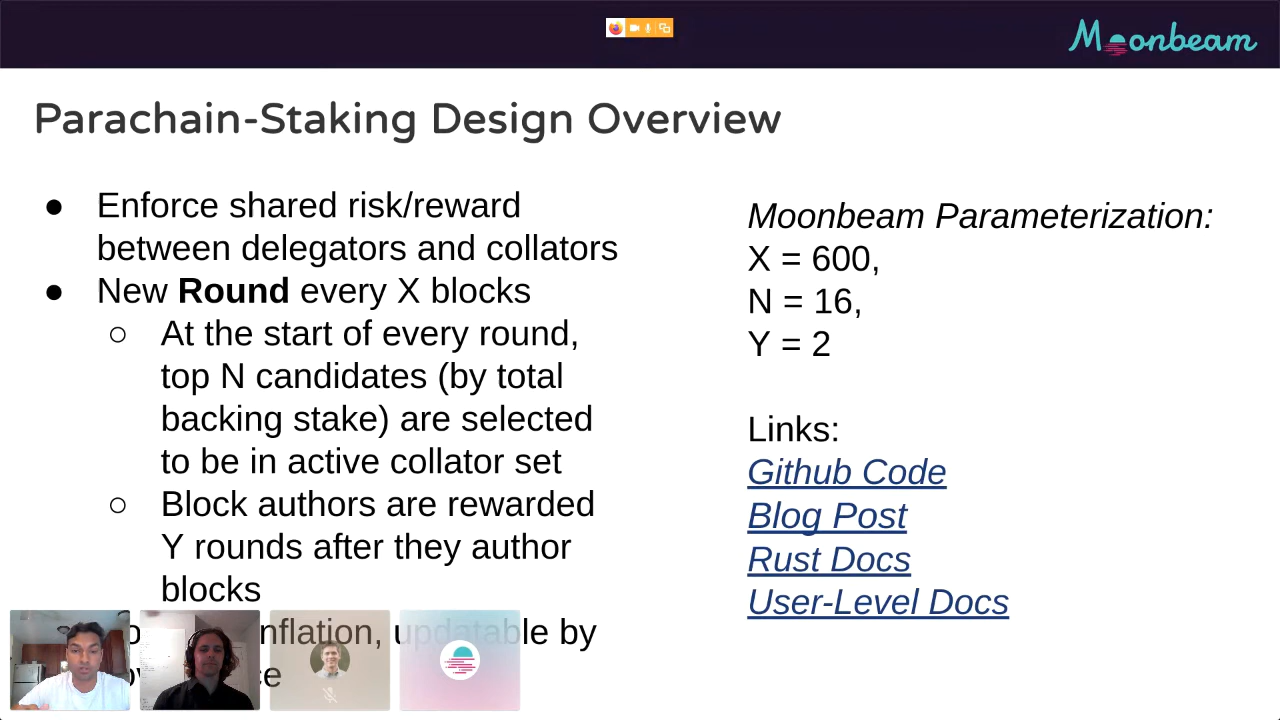 Moonbeam
Parachain-Staking Design Overview
● Enforce shared risk/reward
between delegators and collators
● New Round every X blocks
○ At the start of every round,
top N candidates (by total
backing stake) are selected
to be in active collator set
○ Block authors are rewarded
Y rounds after they author
blocks
inflation, updatable by
Moonbeam Parameterization:
X = 600,
N = 16,
Y = 2
Links:
Github Code
Blog Post
Rust Docs
User-Level Docs